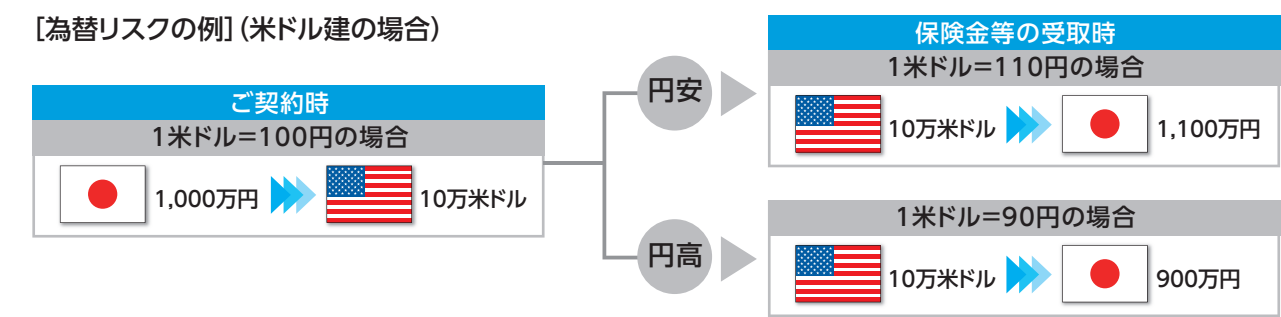 [為替リスクの例](米ドル建の場合)
ご契約時
1米ドル=100円の場合
1,000万円 10万米ドル
円安
保険金等の受取時
1米ドル=110円の場合
10万米ドル 1,100万円
円高
1米ドル=90円の場合
10万米ドル 900万円